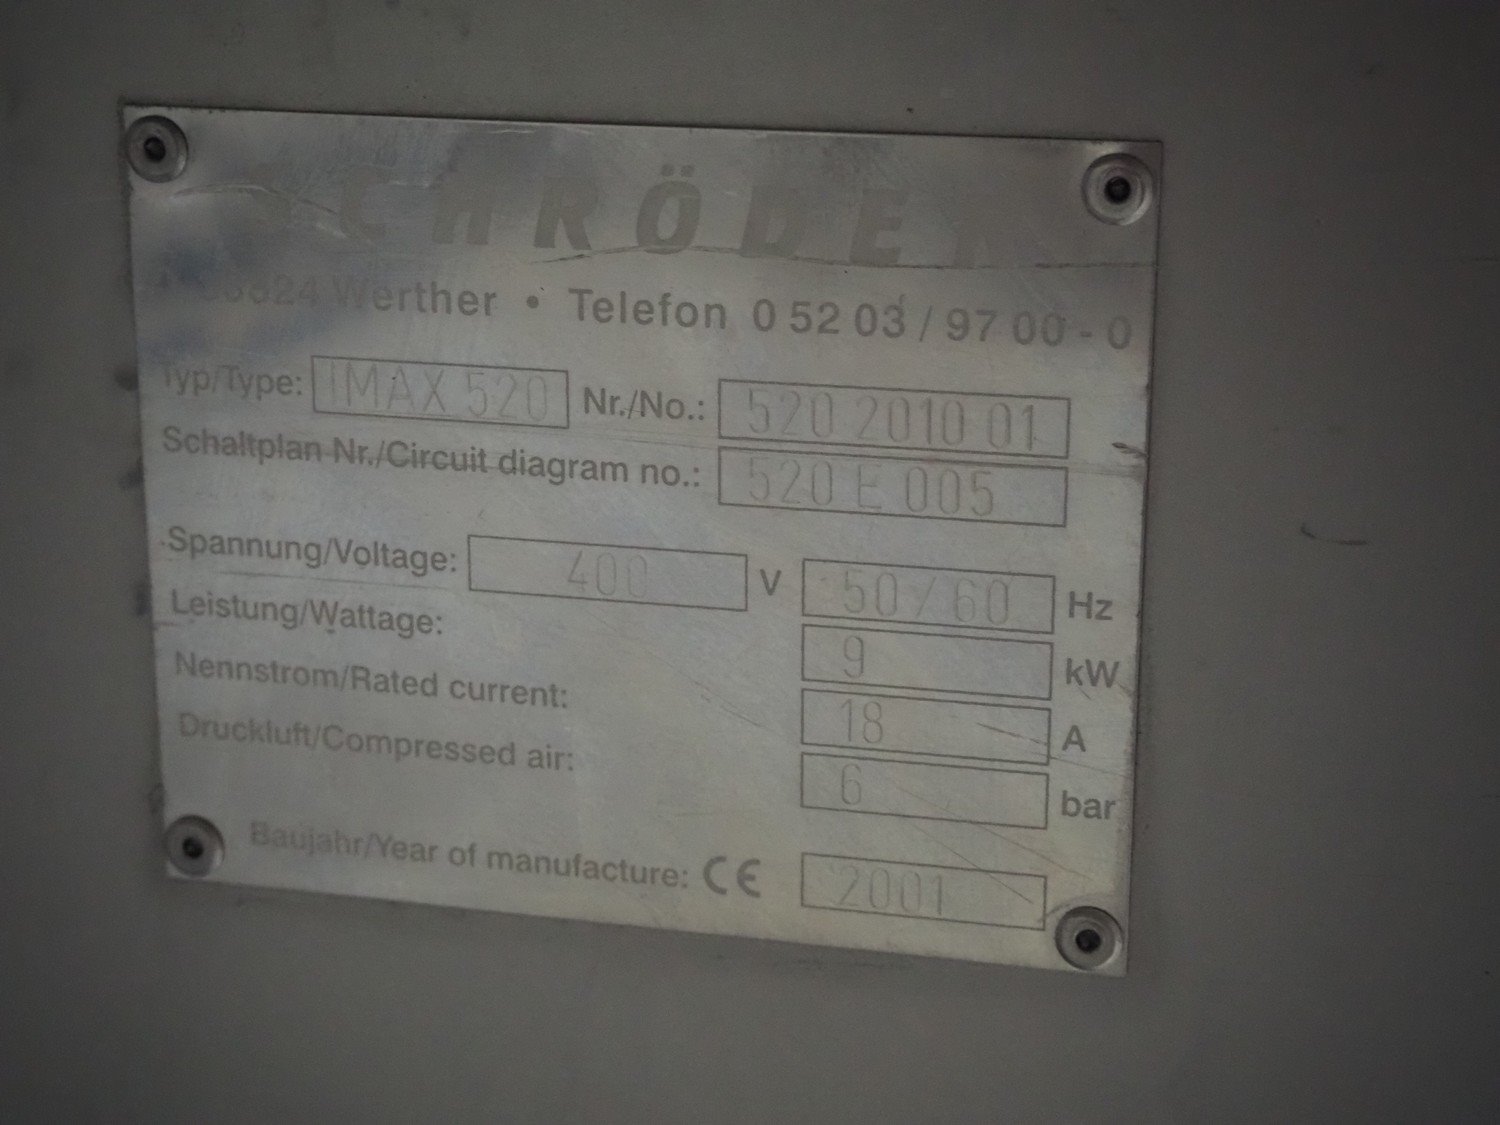 SCHRÖDER
Werther • Telefon 0 52 03 / 97 00 - 0
Typ/Type: IMAX 520 Nr./No.: 520 2010 01
Schaltplan Nr./Circuit diagram no.: 520 E 005
Spannung/Voltage: 400 V 50 / 60 Hz
Leistung/Wattage: 9 kW
Nennstrom/Rated current: 18 A
Druckluft/Compressed air: 6 bar
Baujahr/Year of manufacture: CE 2001